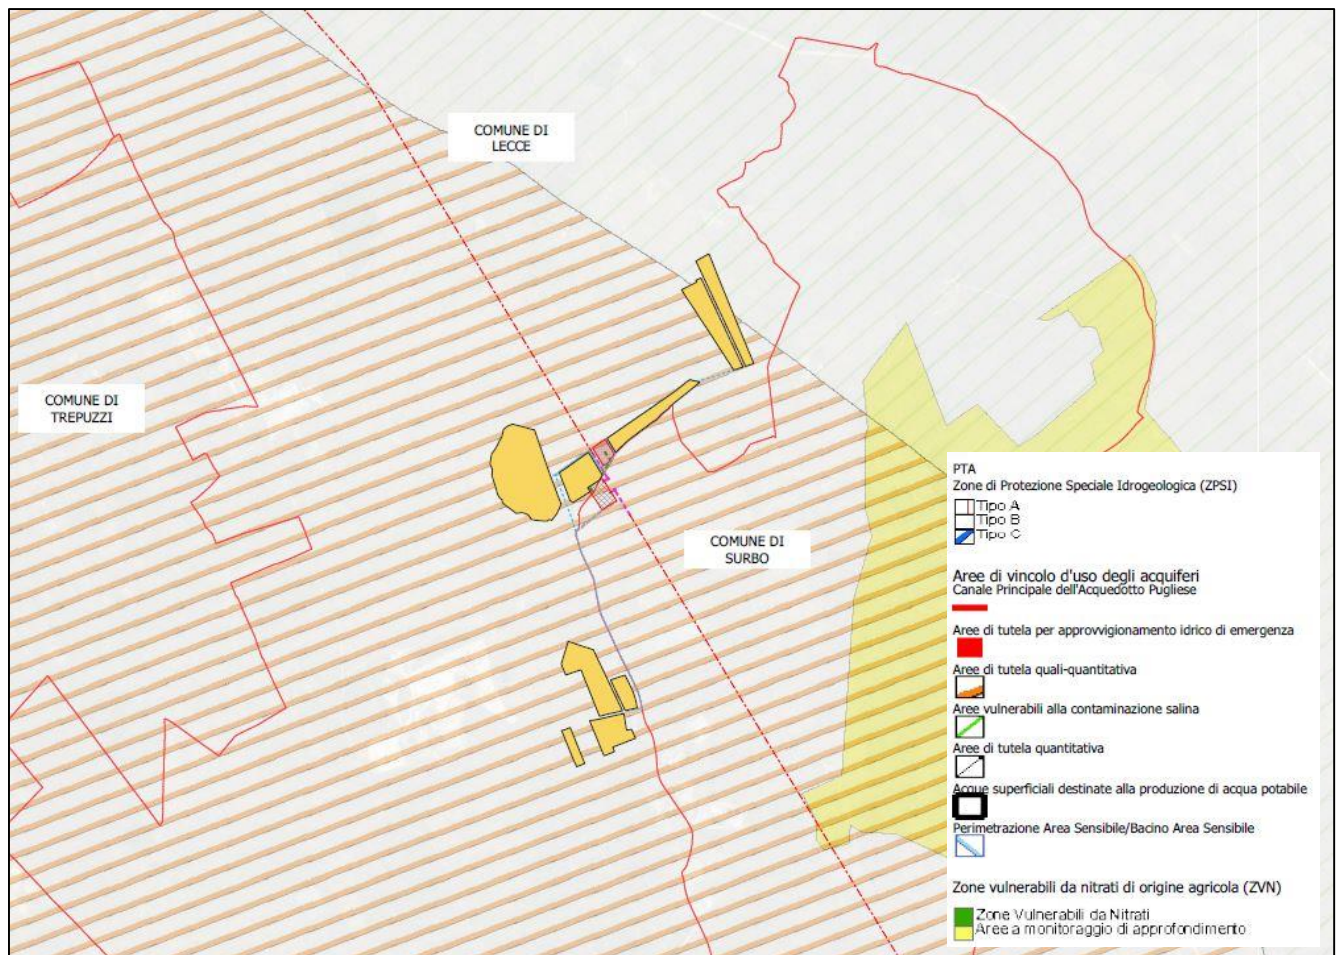 COMUNE DI
LECCE
COMUNE DI
TREPUZZI
COMUNE DI
SURBO
PTA
Zone di Protezione Speciale Idrogeologica (ZPSI)
Tipo A
Tipo B
Tipo C
Aree di vincolo d'uso degli acquiferi
Canale Principale dell'Acquedotto Pugliese
Aree di tutela per approvvigionamento idrico di emergenza
Aree di tutela quali-quantitativa
Aree vulnerabili alla contaminazione salina
Aree di tutela quantitativa
Acque superficiali destinate alla produzione di acqua potabile
Perimetrazione Area Sensibile/Bacino Area Sensibile
Zone vulnerabili da nitrati di origine agricola (ZVN)
Zone Vulnerabili da Nitrati
Aree a monitoraggio di approfondimento